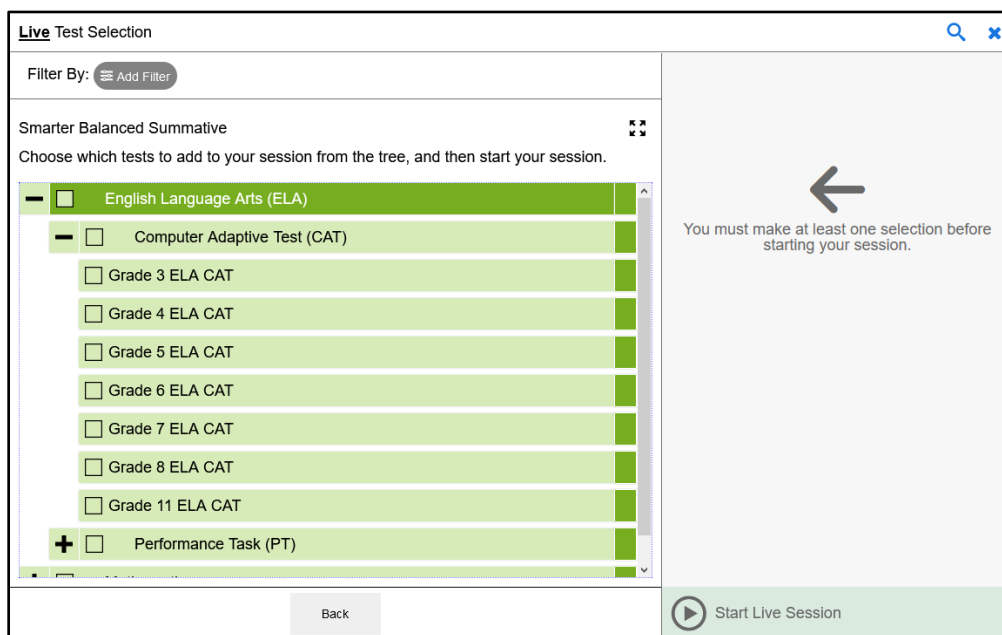 Live Test Selection
Filter By: Add Filter
Smarter Balanced Summative
Choose which tests to add to your session from the tree, and then start your session.
English Language Arts (ELA)
Computer Adaptive Test (CAT)
Grade 3 ELA CAT
Grade 4 ELA CAT
Grade 5 ELA CAT
Grade 6 ELA CAT
Grade 7 ELA CAT
Grade 8 ELA CAT
Grade 11 ELA CAT
Performance Task (PT)
Back
You must make at least one selection before
starting your session.
Start Live Session